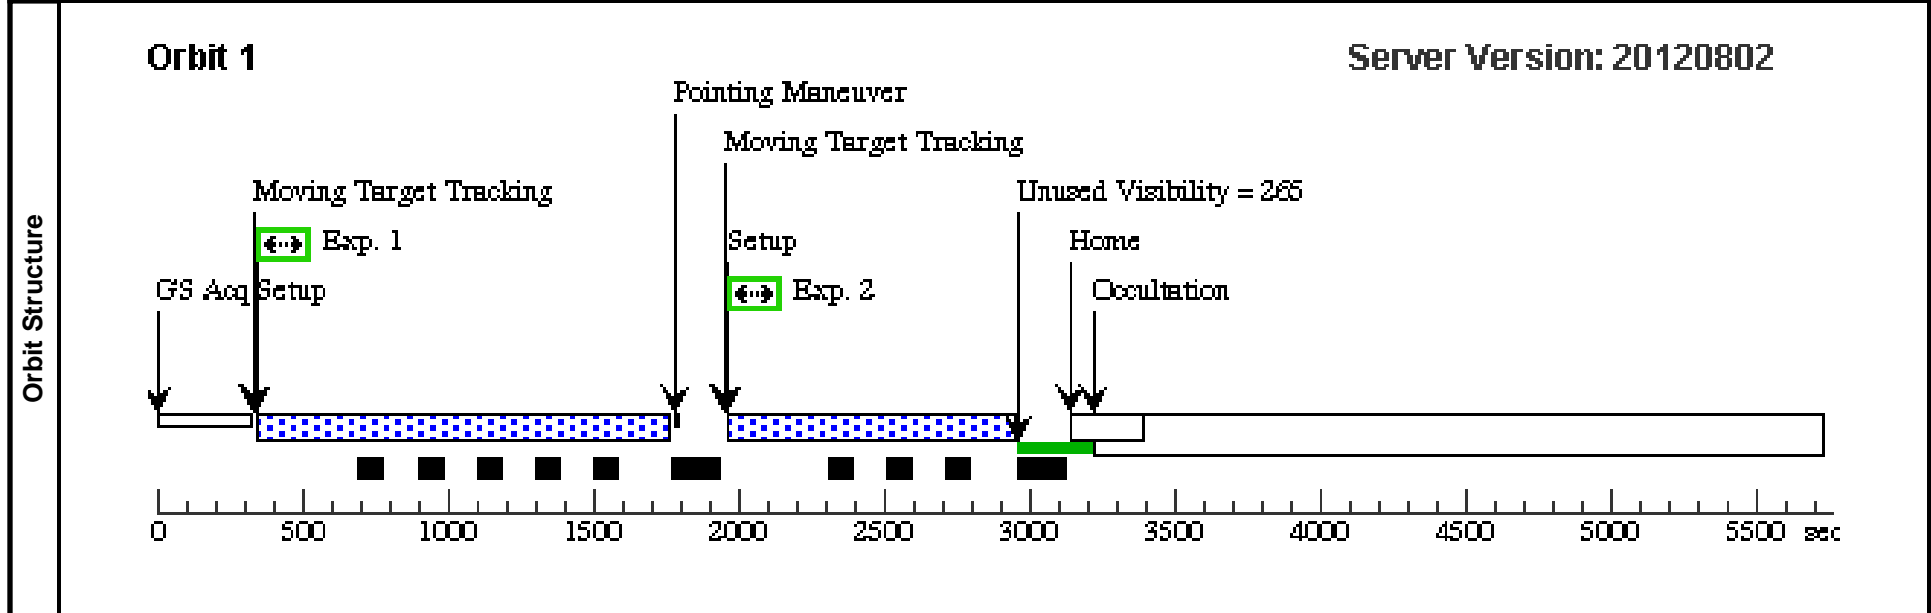 Orbit Structure
Orbit 1
Server Version: 20120802
Pointing Maneuver
Moving Target Tracking
Moving Target Tracking
Unused Visibility = 265
Exp. 1
Setup
Home
GS Acq
Setup
Exp. 2
Occultation
0 500 1000 1500 2000 2500 3000 3500 4000 4500 5000 5500 sec